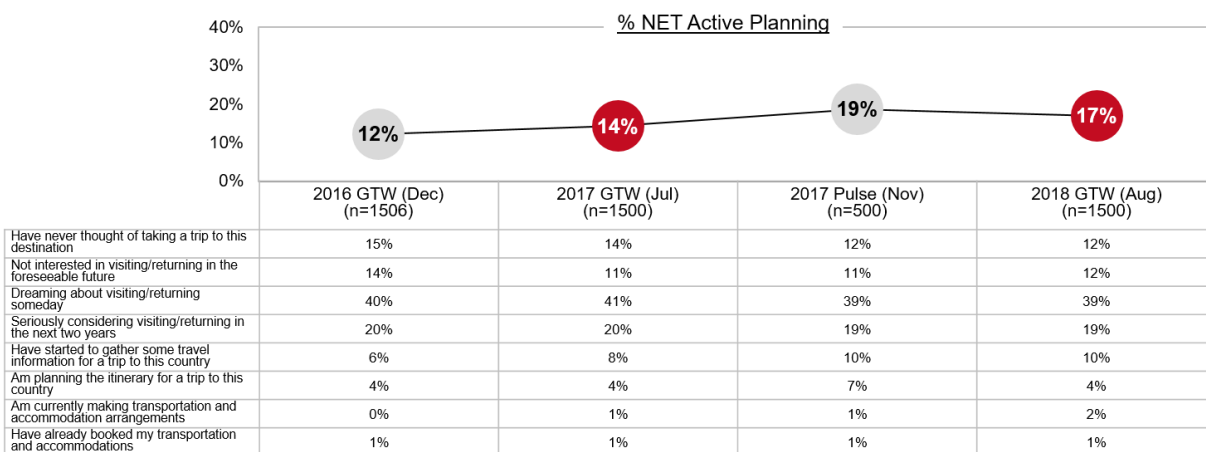 % NET Active Planning
40%
30%
20%
10%
0%
12%
14%
19%
17%
2016 GTW (Dec)
(n=1506)
2017 GTW (Jul)
(n=1500)
2017 Pulse (Nov)
(n=500)
2018 GTW (Aug)
(n=1500)
Have never thought of taking a trip to this
destination
15% 14% 12% 12%
Not interested in visiting/returning in the
foreseeable future
14% 11% 11% 12%
Dreaming about visiting/returning
someday
40% 41% 39% 39%
Seriously considering visiting/returning in
the next two years
20% 20% 19% 19%
Have started to gather some travel
information for a trip to this country
6% 8% 10% 10%
Am planning the itinerary for a trip to this
country
4% 4% 7% 4%
Am currently making transportation and
accommodation arrangements
0% 1% 1% 2%
Have already booked my transportation
and accommodations
1% 1% 1% 1%